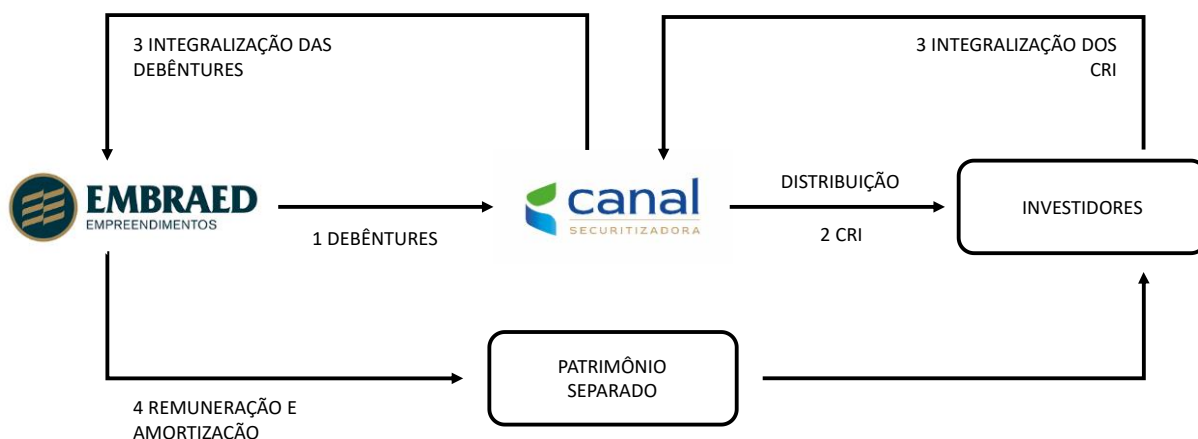 3 INTEGRALIZAÇÃO DAS
DEBÊNTURES
3 INTEGRALIZAÇÃO DOS
CRI
EMBRAED
EMPREENDIMENTOS
1 DEBÊNTURES
canal
SECURITIZADORA
DISTRIBUIÇÃO
2 CRI
INVESTIDORES
PATRIMÔNIO
SEPARADO
4 REMUNERAÇÃO E
AMORTIZAÇÃO